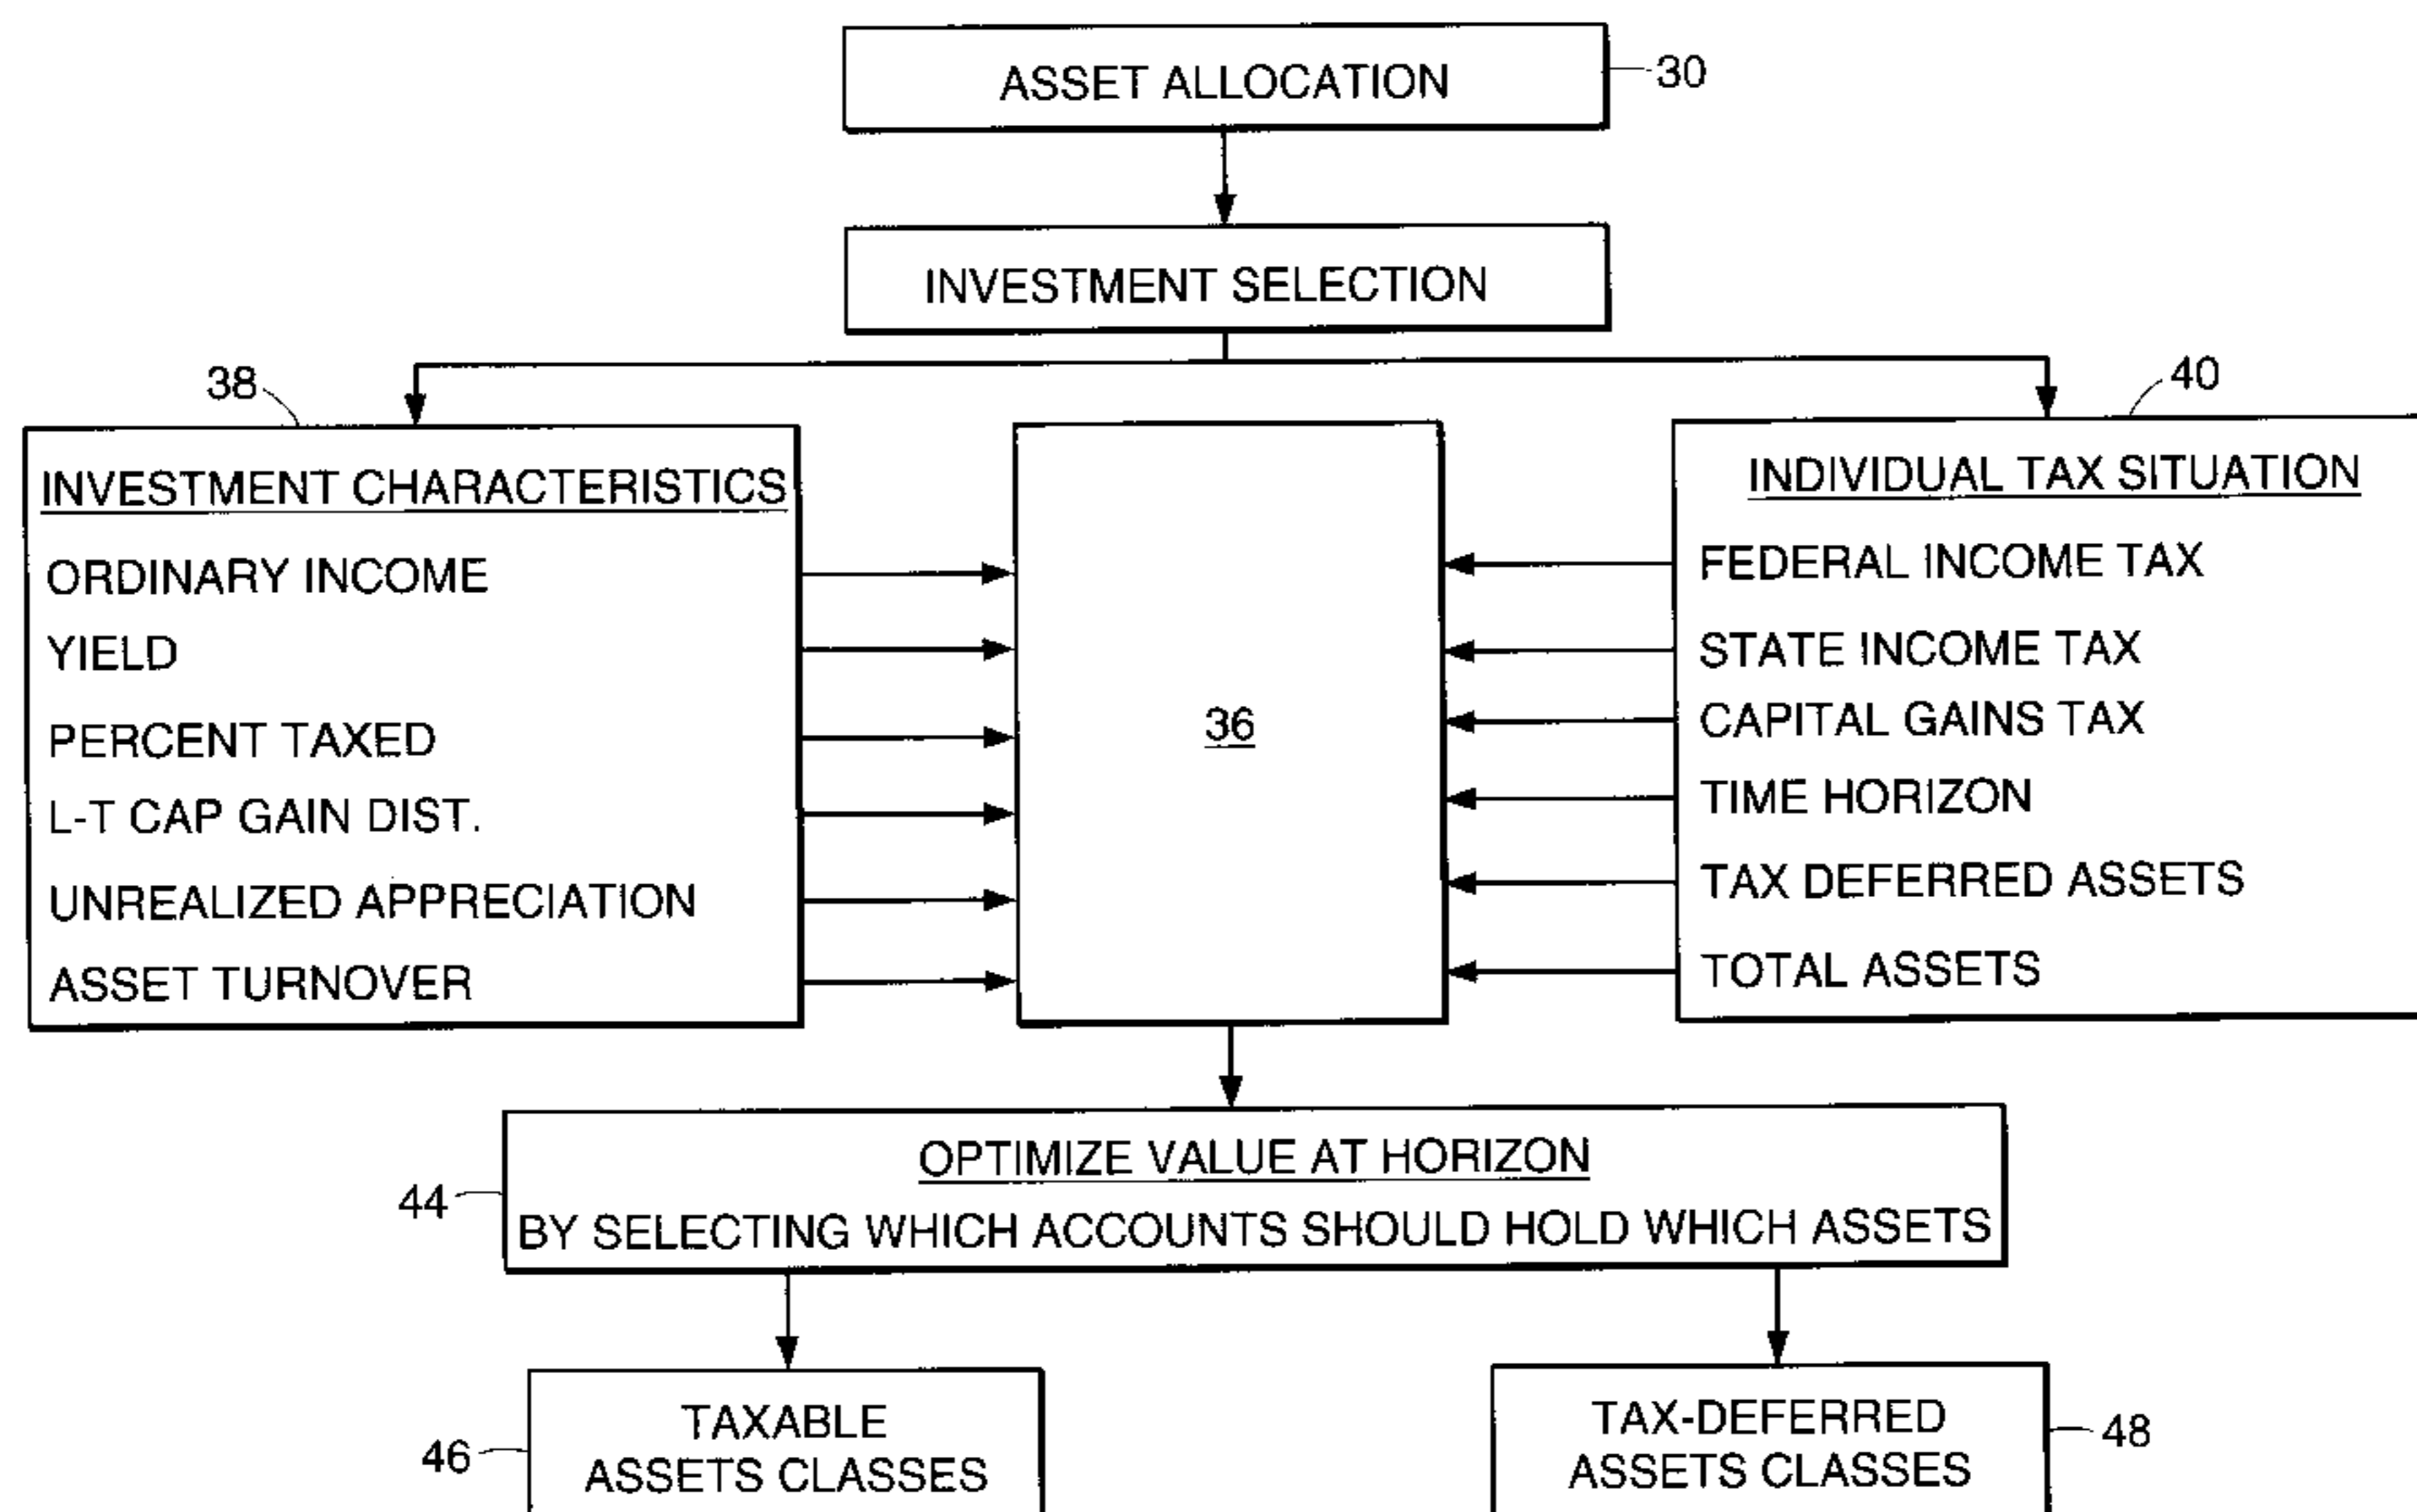 ASSET ALLOCATION
30
INVESTMENT SELECTION
38
40
INVESTMENT CHARACTERISTICS
ORDINARY INCOME
YIELD
PERCENT TAXED
L-T CAP GAIN DIST.
UNREALIZED APPRECIATION
ASSET TURNOVER
36
INDIVIDUAL TAX SITUATION
FEDERAL INCOME TAX
STATE INCOME TAX
CAPITAL GAINS TAX
TIME HORIZON
TAX DEFERRED ASSETS
TOTAL ASSETS
44
OPTIMIZE VALUE AT HORIZON
BY SELECTING WHICH ACCOUNTS SHOULD HOLD WHICH ASSETS
46
TAXABLE
ASSETS CLASSES
TAX-DEFERRED
ASSETS CLASSES
48